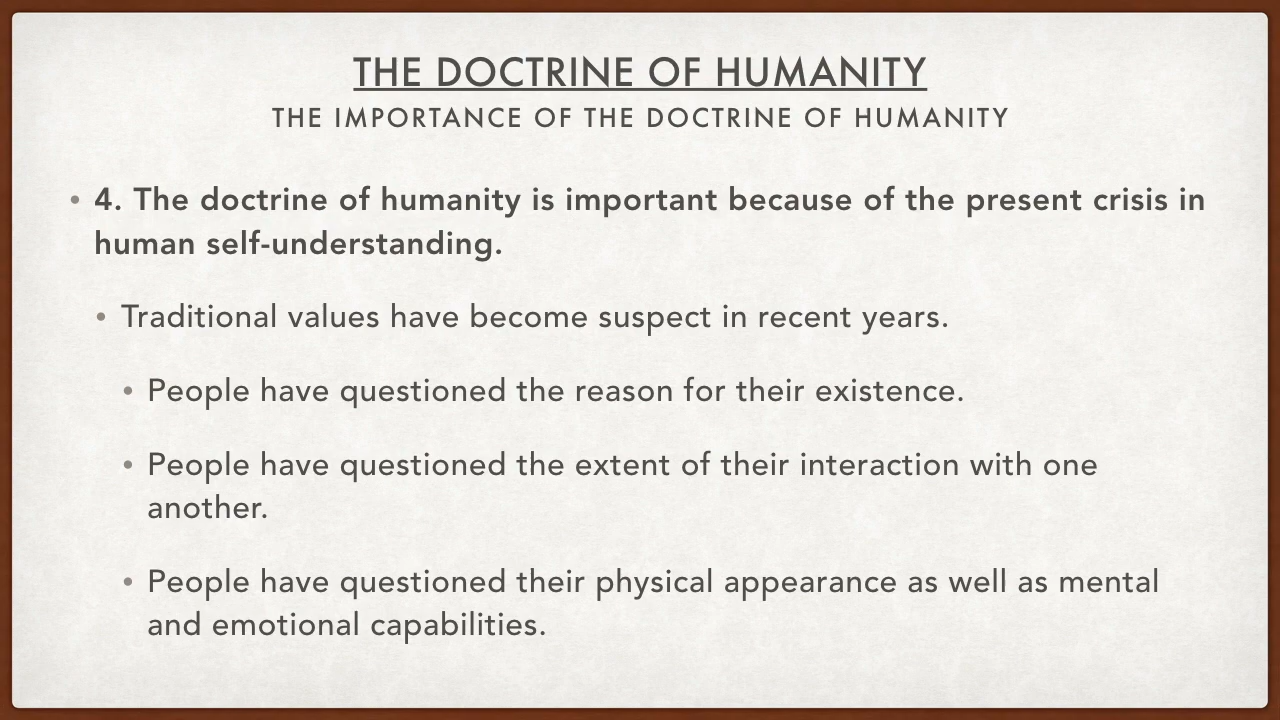 THE DOCTRINE OF HUMANITY
THE IMPORTANCE OF THE DOCTRINE OF HUMANITY
• 4. The doctrine of humanity is important because of the present crisis in
human self-understanding.
• Traditional values have become suspect in recent years.
• People have questioned the reason for their existence.
• People have questioned the extent of their interaction with one
another.
• People have questioned their physical appearance as well as mental
and emotional capabilities.